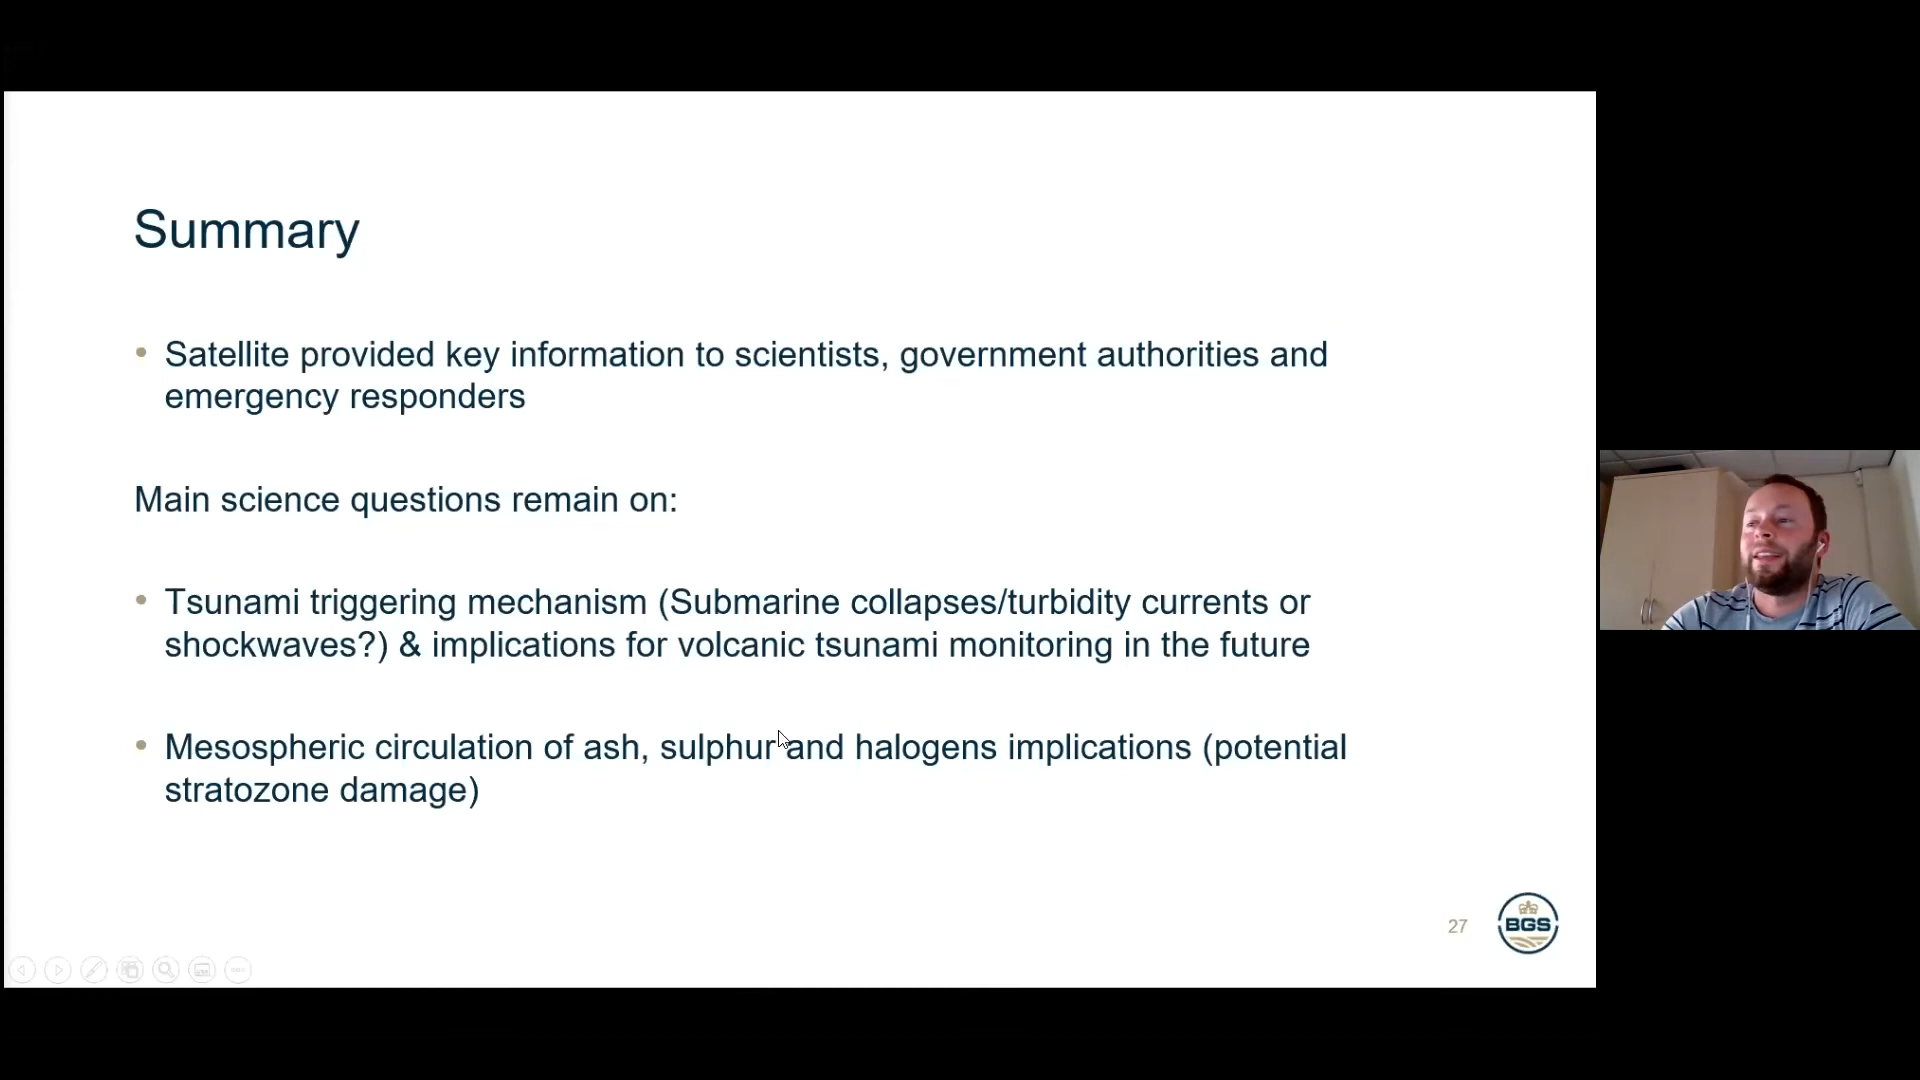 Summary
• Satellite provided key information to scientists, government authorities and
emergency responders
Main science questions remain on:
• Tsunami triggering mechanism (Submarine collapses/turbidity currents or
shockwaves?) & implications for volcanic tsunami monitoring in the future
• Mesospheric circulation of ash, sulphur and halogens implications (potential
stratozone damage)
27
BGS